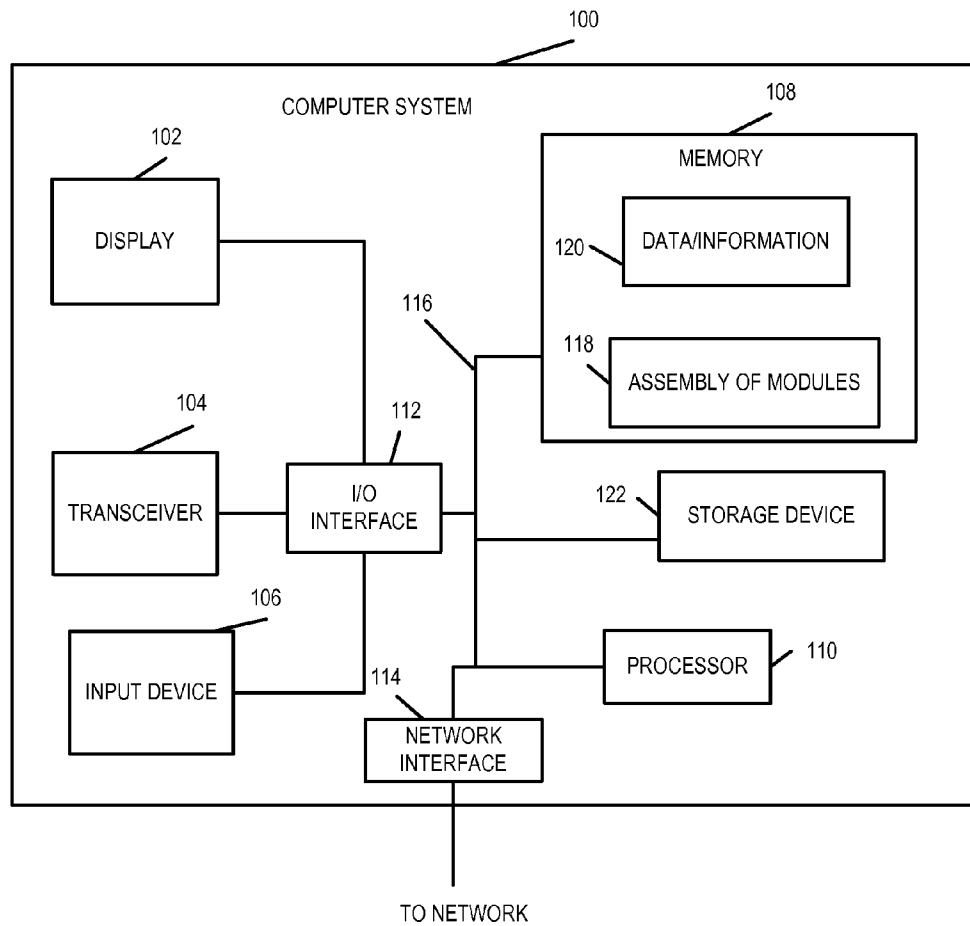 100
COMPUTER SYSTEM
108
102
MEMORY
DISPLAY
DATA/INFORMATION
120
116
118
ASSEMBLY OF MODULES
104
112
TRANSCEIVER
I/O
INTERFACE
122
STORAGE DEVICE
106
INPUT DEVICE
PROCESSOR
110
114
NETWORK
INTERFACE
TO NETWORK